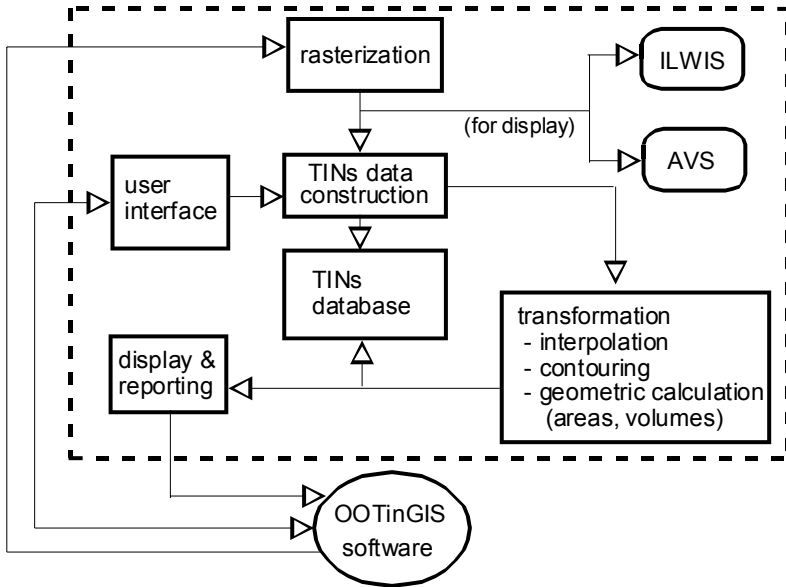 rasterization
ILWIS
(for display)
AVS
user
interface
TINs data
construction
TINs
database
transformation
- interpolation
- contouring
- geometric calculation
(areas, volumes)
display &
reporting
OOTinGIS
software